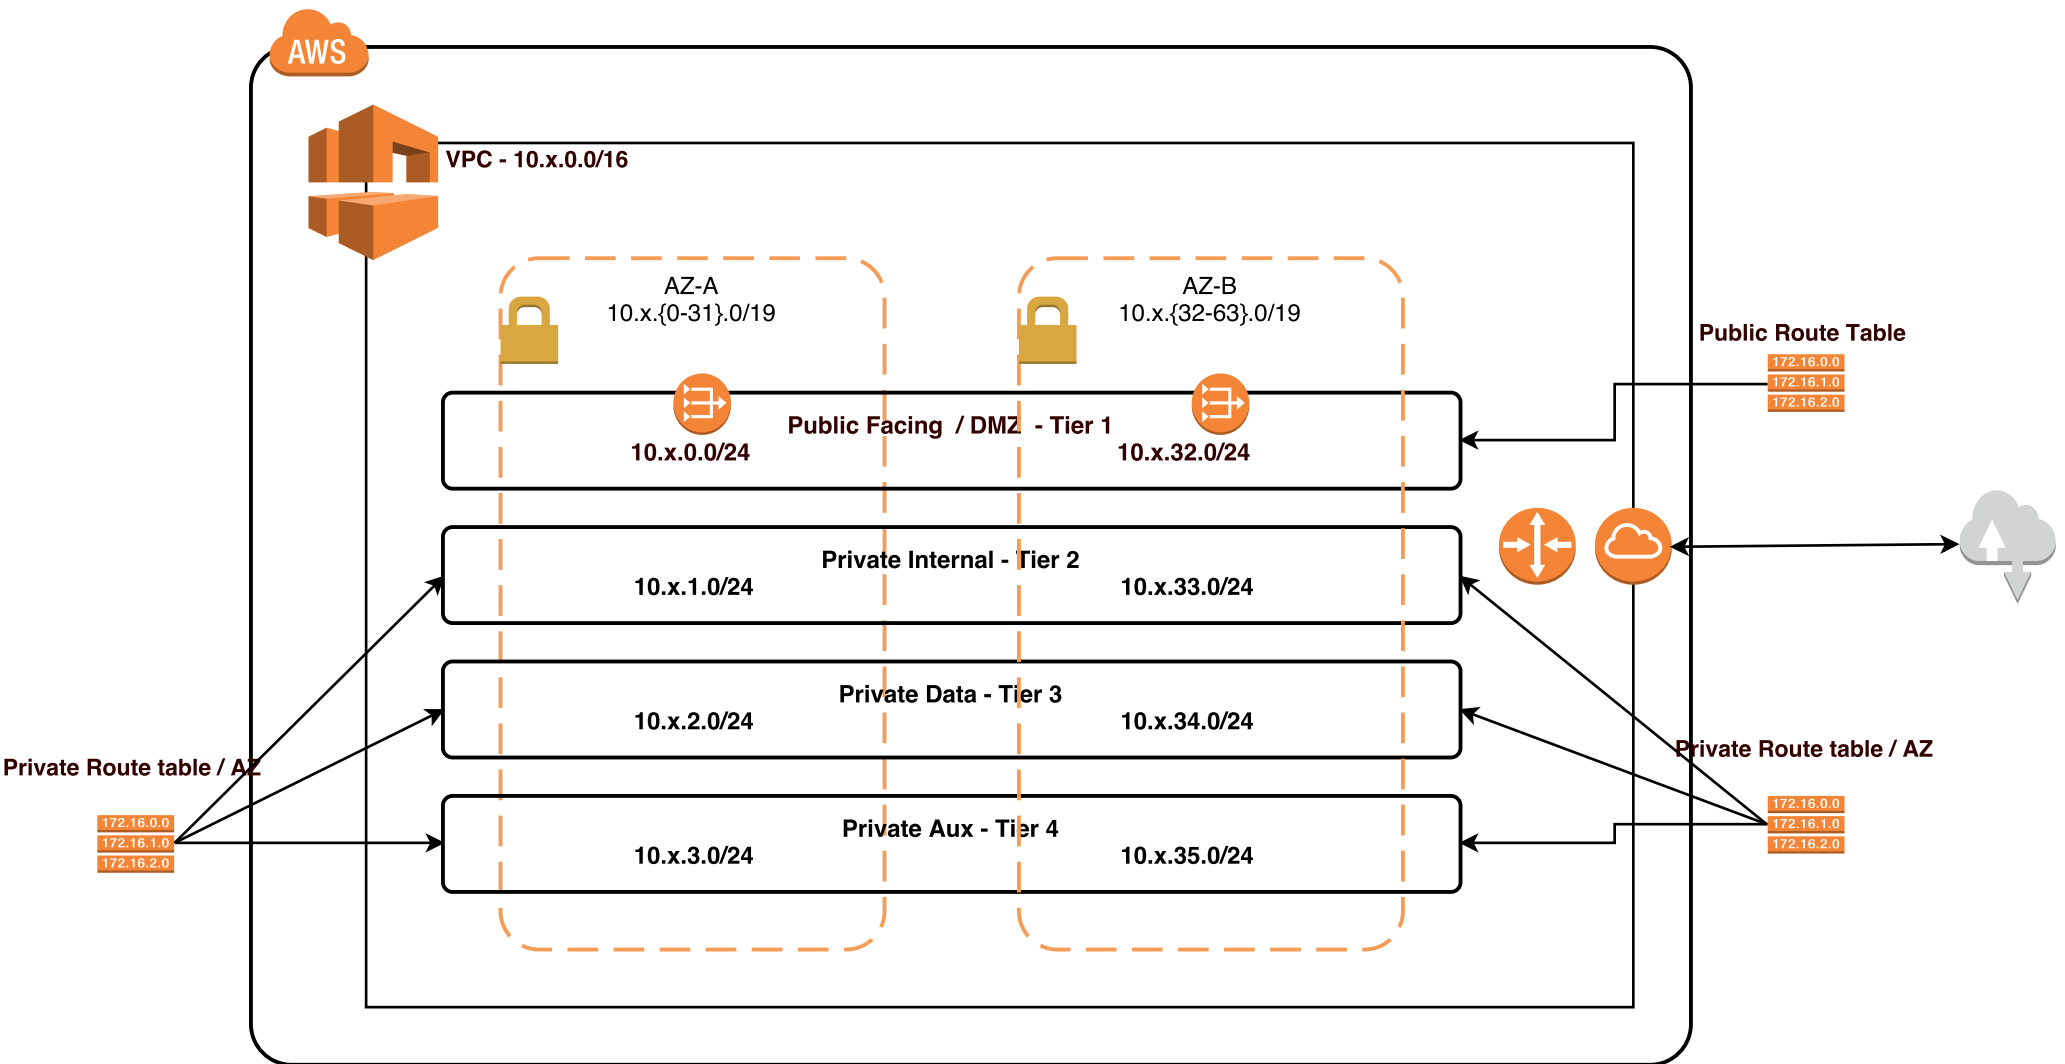 AWS
VPC - 10.x.0.0/16
AZ-A
10.x.{0-31}.0/19
AZ-B
10.x.{32-63}.0/19
Public Route Table
172.16.0.0
172.16.1.0
172.16.2.0
Public Facing / DMZ - Tier 1
10.x.0.0/24
10.x.32.0/24
Private Internal - Tier 2
10.x.1.0/24
10.x.33.0/24
Private Data - Tier 3
10.x.2.0/24
10.x.34.0/24
Private Route table / AZ
172.16.0.0
172.16.1.0
172.16.2.0
Private Route table / AZ
172.16.0.0
172.16.1.0
172.16.2.0
Private Aux - Tier 4
10.x.3.0/24
10.x.35.0/24